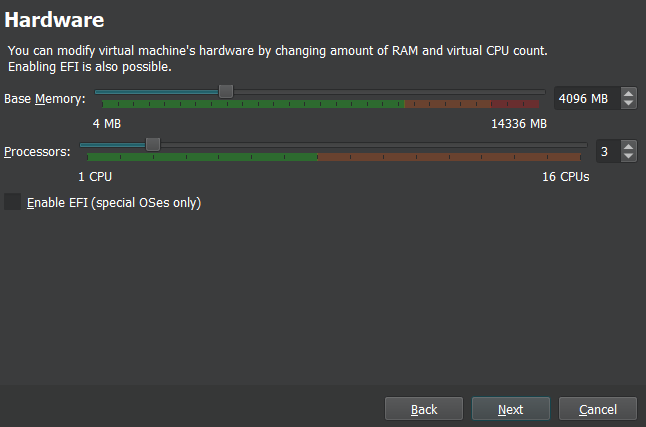 Hardware
You can modify virtual machine's hardware by changing amount of RAM and virtual CPU count.
Enabling EFI is also possible.
Base Memory: 4096 MB
4 MB 14336 MB
Processors: 3
1 CPU 16 CPUs
Enable EFI (special OSes only)
Back Next Cancel